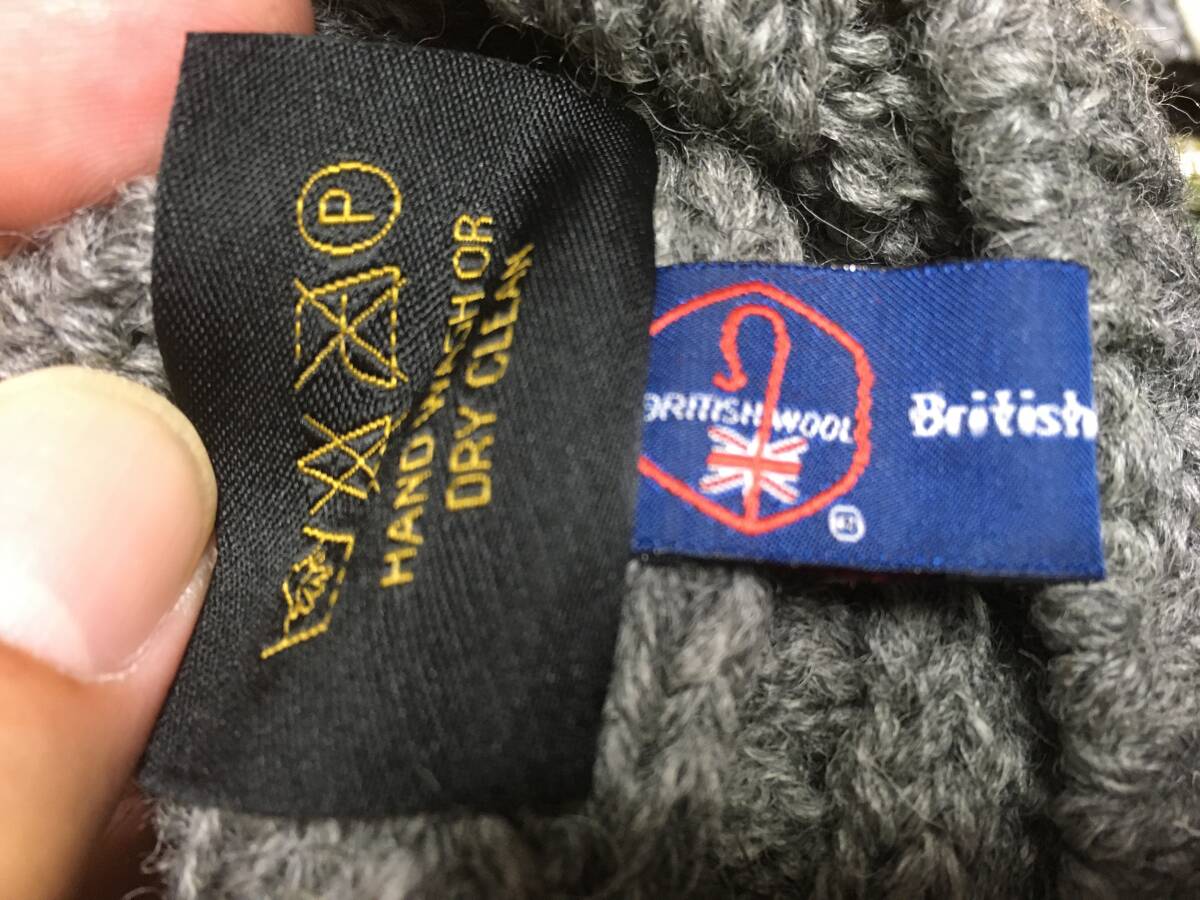 P
HAND WASH OR
DRY CLEAN
BRITISH WOOL
British